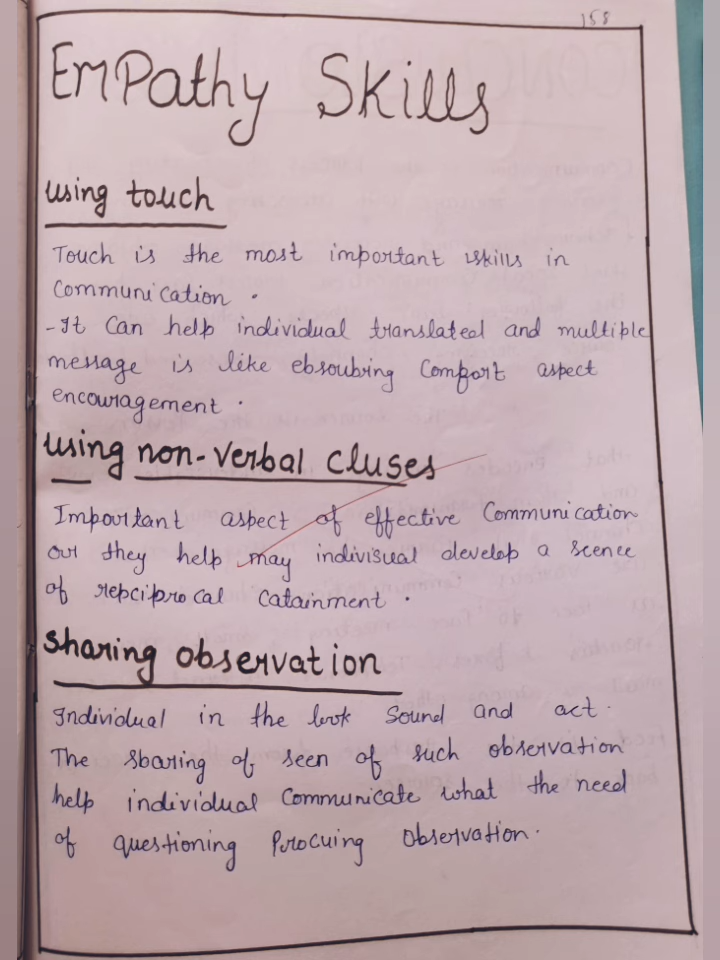 158
Empathy Skills
using touch
Touch is the most important skills in
Communication.
-It can help individual translated and multiple
message is like ebsoubring comfort aspect
encouragement.
using non-verbal cluses
Important aspect of effective Communication
our they help may indivisual develop a scence
of repciprocal catainment.
Sharing observation
Individual in the look sound and act.
The sbaring of seen of such observation
help individual communicate what the need
of questioning Procuing observation.